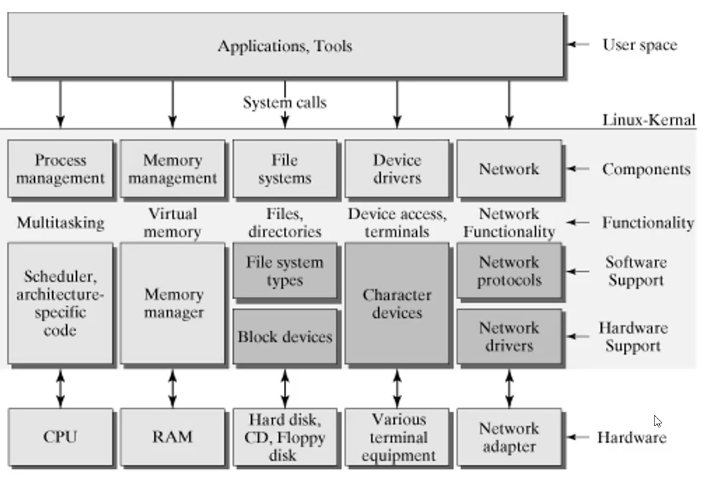 Applications, Tools
User space
System calls
Linux-Kernal
Process
management
Memory
management
File
systems
Device
drivers
Network
Components
Multitasking
Virtual
memory
Files,
directories
Device access,
terminals
Network
Functionality
Functionality
Scheduler,
architecture-
specific
code
Memory
manager
File system
types
Block devices
Character
devices
Network
protocols
Software
Support
Network
drivers
Hardware
Support
CPU
RAM
Hard disk,
CD, Floppy
disk
Various
terminal
equipment
Network
adapter
Hardware